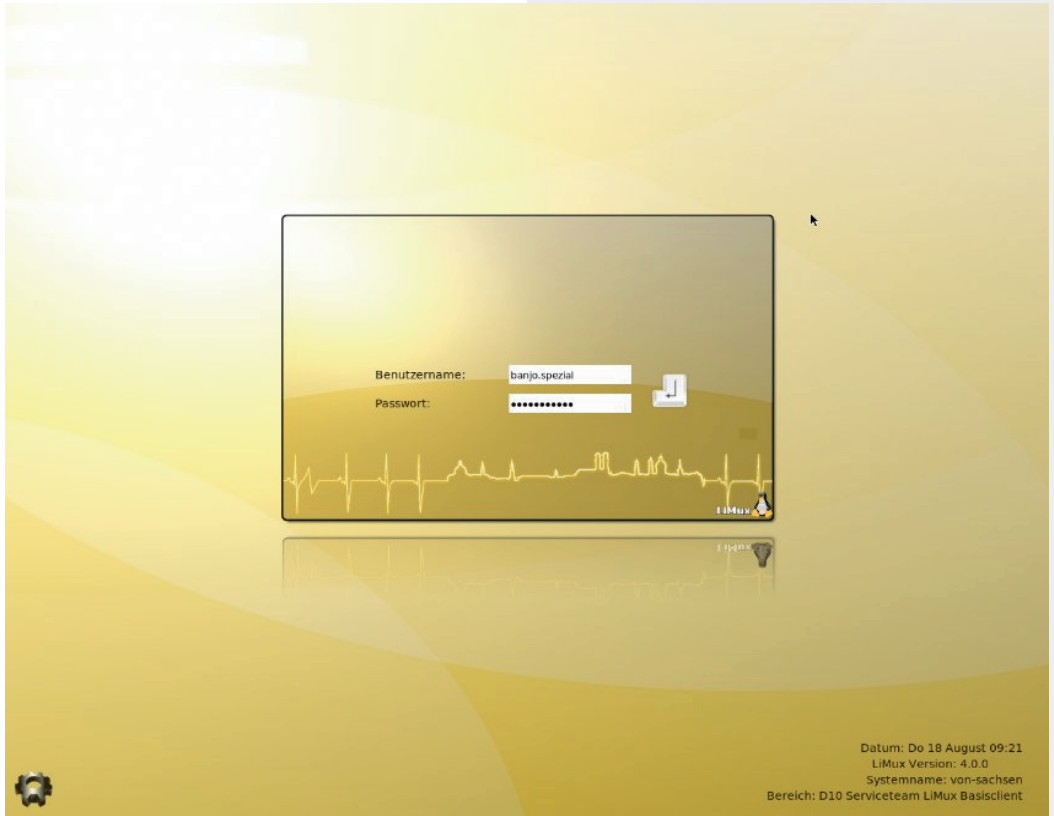 Benutzername: banjo.spezial
Passwort: •••••••••••
LiMux
Datum: Do 18 August 09:21
LiMux Version: 4.0.0
Systemname: von-sachsen
Bereich: D10 Serviceteam LiMux Basisclient